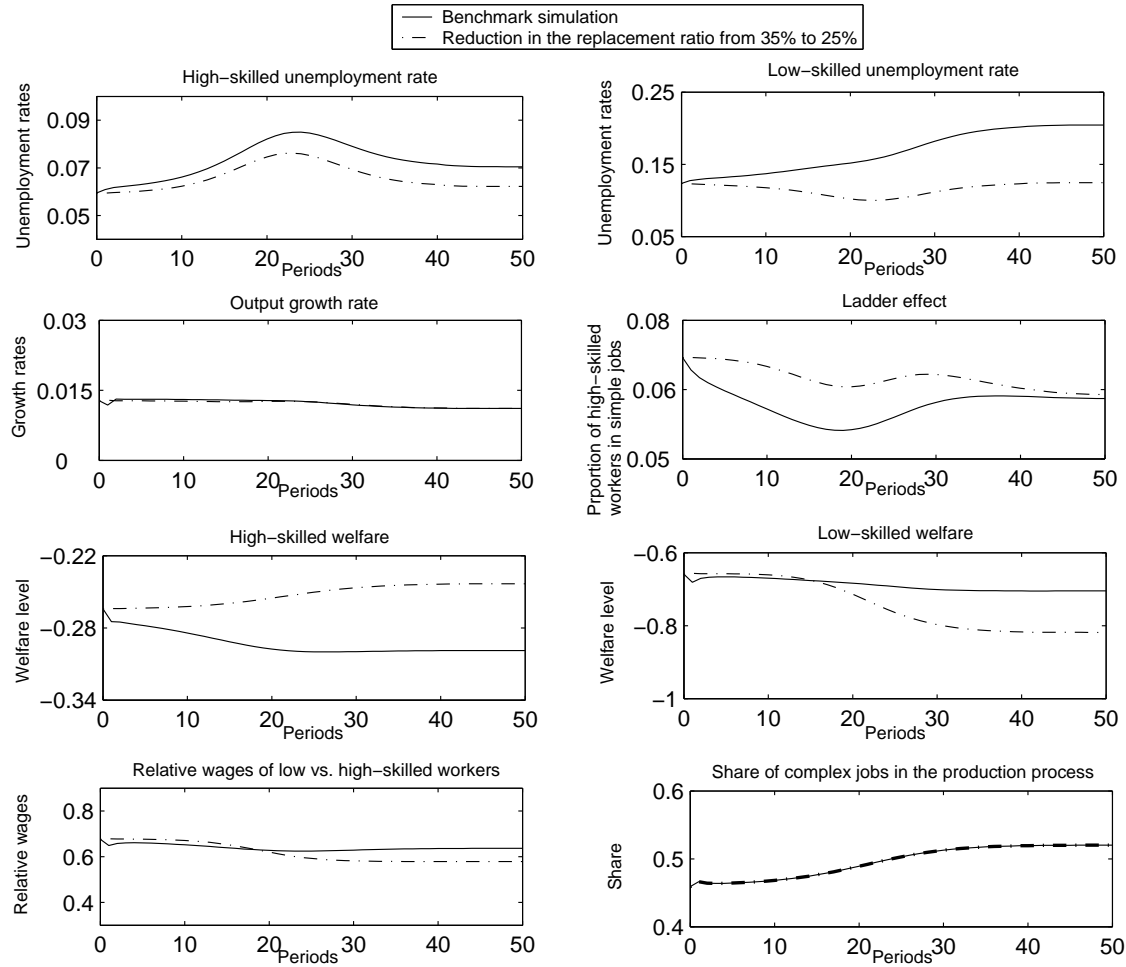 Benchmark simulation
Reduction in the replacement ratio from 35% to 25%
High−skilled unemployment rate
Unemployment rates
0.09
0.07
0.05
0 10 20 30 40 50
Periods
Low−skilled unemployment rate
Unemployment rates
0.25
0.15
0.05
0 10 20 30 40 50
Periods
Output growth rate
Growth rates
0.03
0.015
0
0 10 20 30 40 50
Periods
Ladder effect
Prportion of high−skilled
workers in simple jobs
0.08
0.06
0.05
0 10 20 30 40 50
Periods
High−skilled welfare
Welfare level
−0.22
−0.28
−0.34
0 10 20 30 40 50
Periods
Low−skilled welfare
Welfare level
−0.6
−0.8
−1
0 10 20 30 40 50
Periods
Relative wages of low vs. high−skilled workers
Relative wages
0.8
0.6
0.4
0 10 20 30 40 50
Periods
Share of complex jobs in the production process
Share
0.6
0.5
0.4
0 10 20 30 40 50
Periods